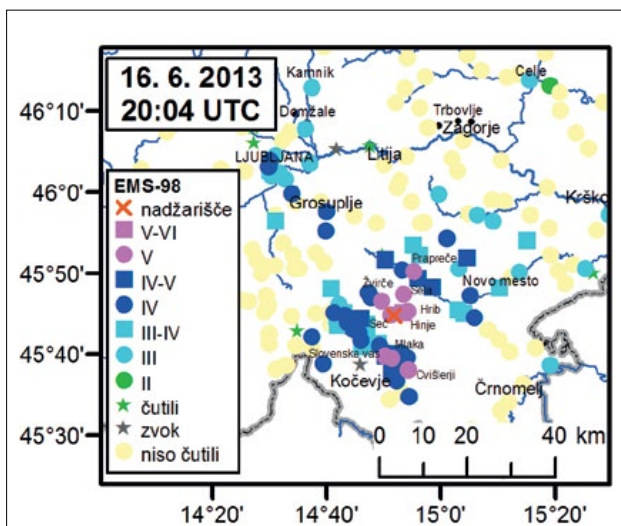 16. 6. 2013
20:04 UTC
Kamnik
Celje
Domžale
Trbovlje
Zagorje
LJUBLJANA
Litija
Grosuplje
Krško
EMS-98
nadžarišče
V-VI
V
IV-V
IV
III-IV
III
II
čutili
zvok
niso čutili
Prapreče
Žvirče
Sela
Novo mesto
Hrib
Seč
Hinje
Mlaka
Slovenska vas
Cvišlerji
Kočevje
Črnomelj
0 10 20 40 km
46°10'
46°0'
45°50'
45°40'
45°30'
14°20' 14°40' 15°0' 15°20'